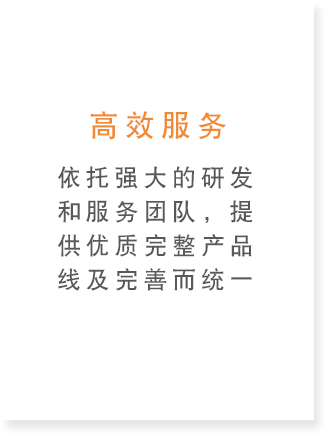 高效服务
依托强大的研发
和服务团队，提
供优质完整产品
线及完善而统一